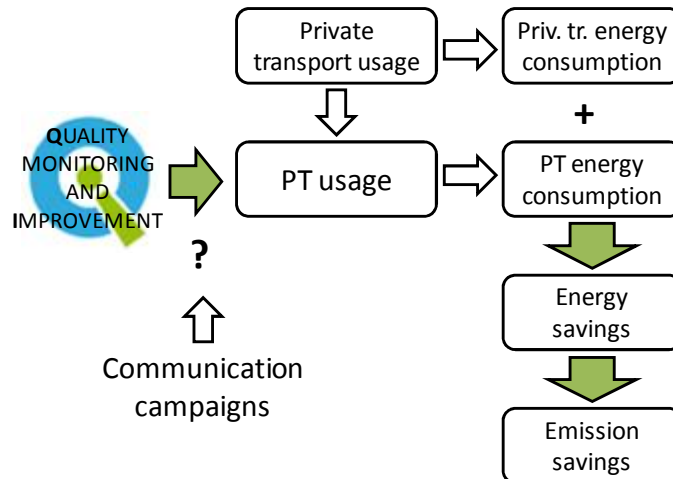 Private
transport usage
Priv. tr. energy
consumption
+
QUALITY
MONITORING
AND
IMPROVEMENT
PT usage
PT energy
consumption
?
Energy
savings
Communication
campaigns
Emission
savings